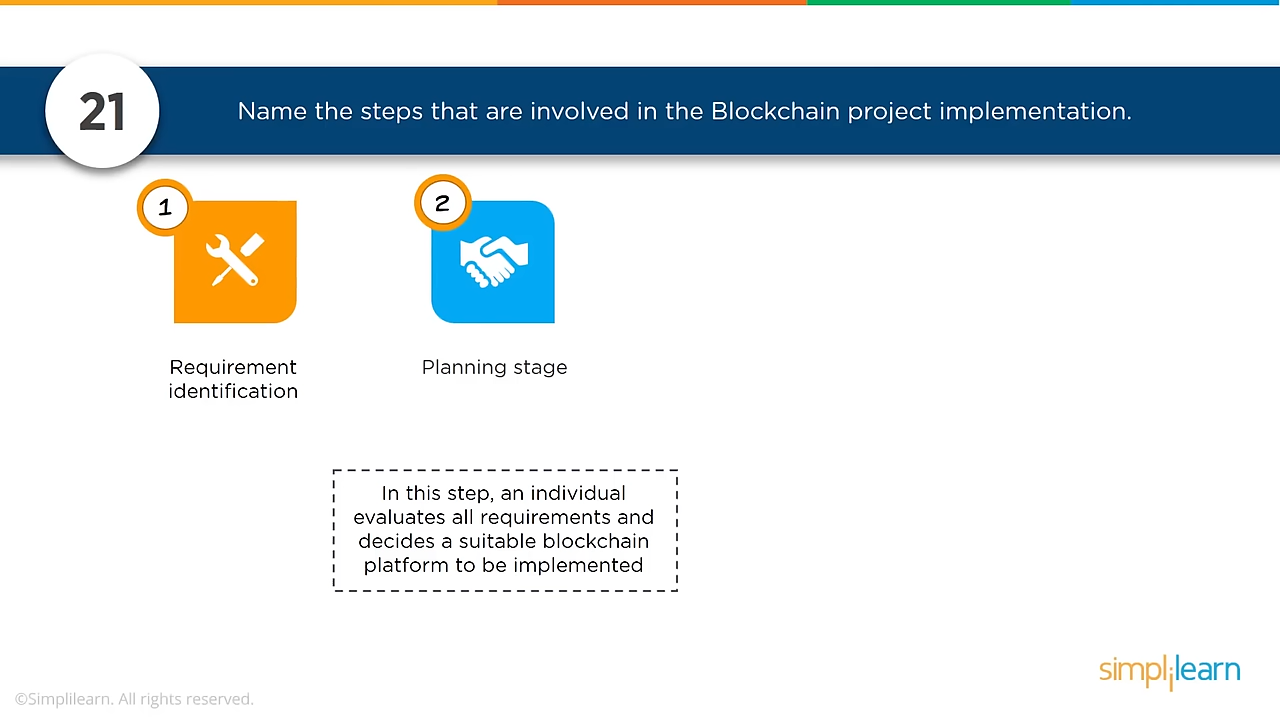 21
Name the steps that are involved in the Blockchain project implementation.
1
2
Requirement
identification
Planning stage
In this step, an individual
evaluates all requirements and
decides a suitable blockchain
platform to be implemented
simplilearn
©Simplilearn. All rights reserved.